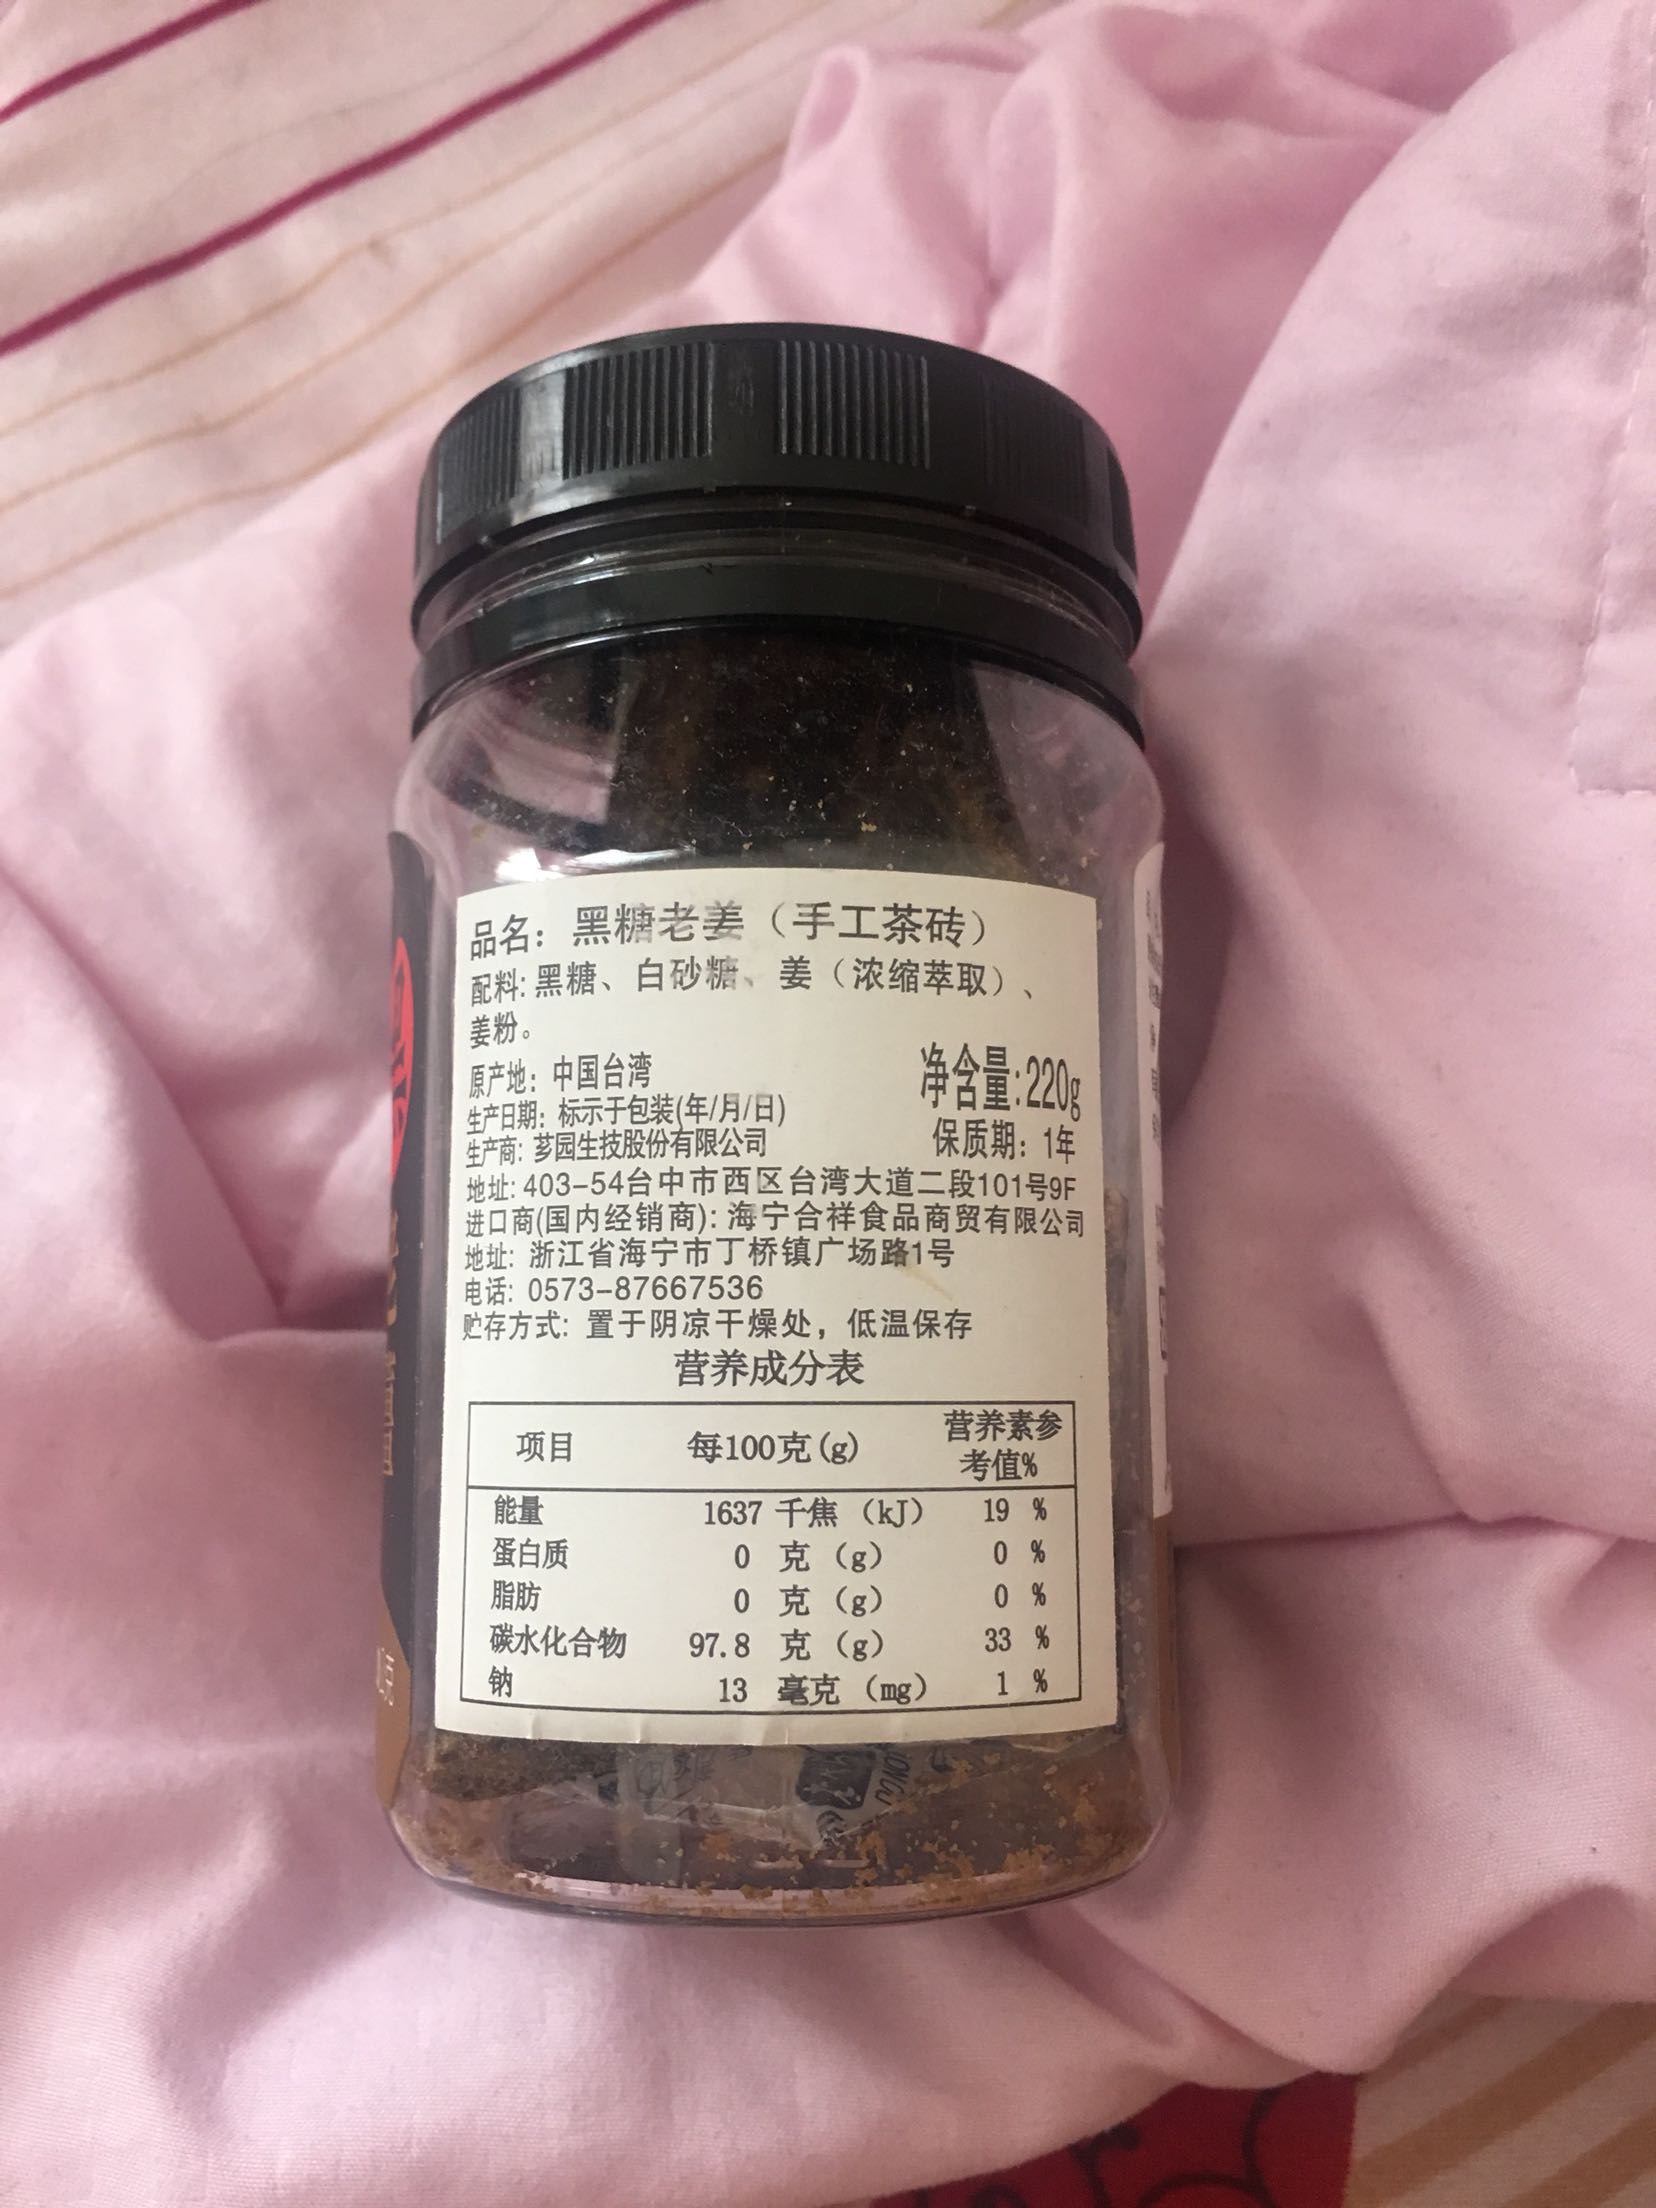 品名：黑糖老姜（手工茶砖）
配料:黑糖、白砂糖、姜（浓缩萃取）、
姜粉。
原产地：中国台湾
净含量:220g
生产日期：标示于包装(年/月/日)
生产商: 芗园生技股份有限公司
保质期：1年
地址: 403-54台中市西区台湾大道二段101号9F
进口商(国内经销商): 海宁合祥食品商贸有限公司
地址: 浙江省海宁市丁桥镇广场路1号
电话: 0573-87667536
贮存方式: 置于阴凉干燥处，低温保存
营养成分表
项目 每100克(g) 营养素参
考值%
能量 1637 千焦 （kJ） 19 %
蛋白质 0 克 （g） 0 %
脂肪 0 克 （g） 0 %
碳水化合物 97.8 克 （g） 33 %
钠 13 毫克 （mg） 1 %